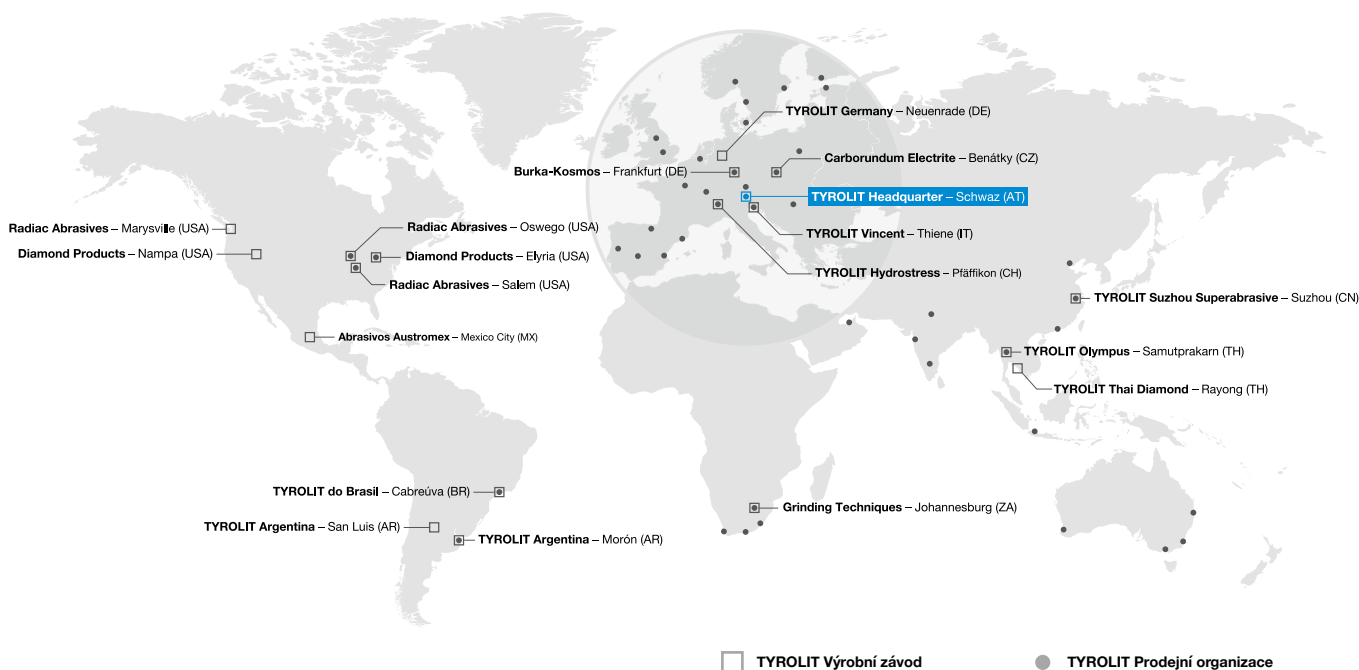 TYROLIT Germany – Neuenrade (DE)
Carborundum Electrite – Benátky (CZ)
Burka-Kosmos – Frankfurt (DE)
TYROLIT Headquarter – Schwaz (AT)
Radiac Abrasives – Marysville (USA)
Radiac Abrasives – Oswego (USA)
TYROLIT Vincent – Thiene (IT)
Diamond Products – Nampa (USA)
Diamond Products – Elyria (USA)
TYROLIT Hydrostress – Pfäffikon (CH)
Radiac Abrasives – Salem (USA)
TYROLIT Suzhou Superabrasive – Suzhou (CN)
Abrasivos Austromex – Mexico City (MX)
TYROLIT Olympus – Samutprakarn (TH)
TYROLIT Thai Diamond – Rayong (TH)
TYROLIT do Brasil – Cabreúva (BR)
Grinding Techniques – Johannesburg (ZA)
TYROLIT Argentina – San Luis (AR)
TYROLIT Argentina – Morón (AR)
TYROLIT Výrobní závod
TYROLIT Prodejní organizace